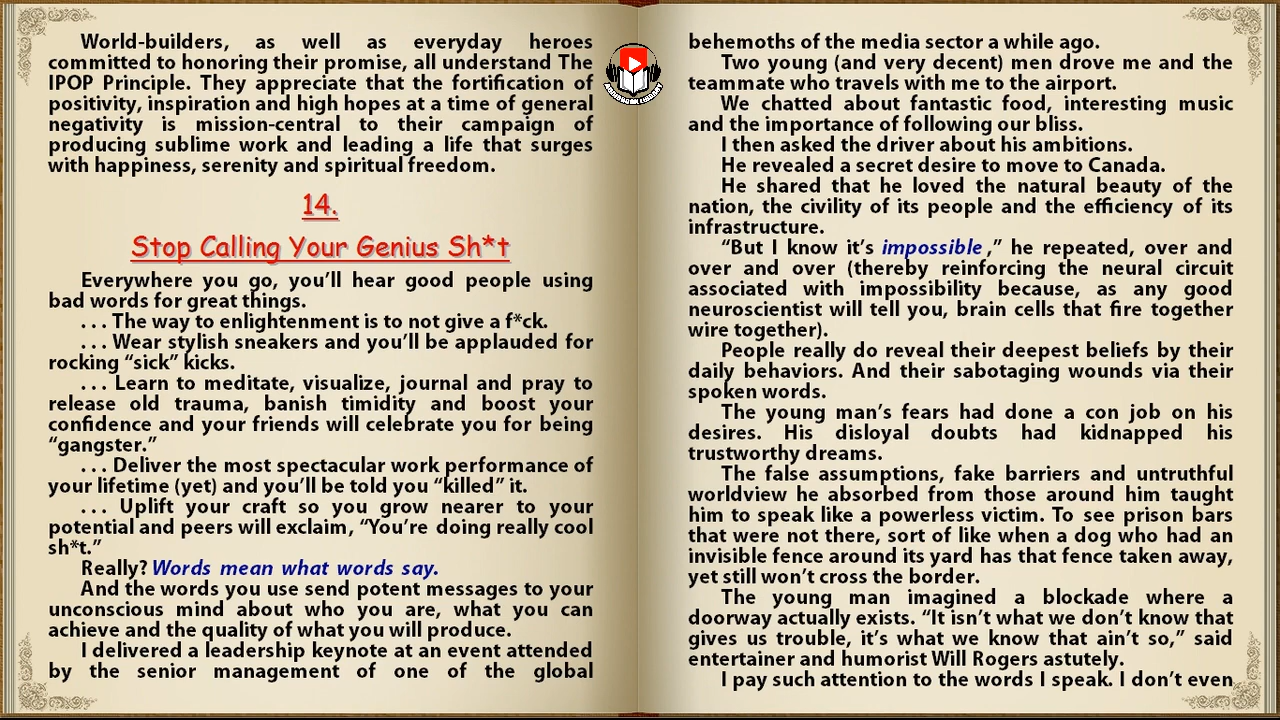 World-builders, as well as everyday heroes
committed to honoring their promise, all understand The
IPOP Principle. They appreciate that the fortification of
positivity, inspiration and high hopes at a time of general
negativity is mission-central to their campaign of
producing sublime work and leading a life that surges
with happiness, serenity and spiritual freedom.
14.
Stop Calling Your Genius Sh*t
Everywhere you go, you’ll hear good people using
bad words for great things.
. . . The way to enlightenment is to not give a f*ck.
. . . Wear stylish sneakers and you’ll be applauded for
rocking “sick” kicks.
. . . Learn to meditate, visualize, journal and pray to
release old trauma, banish timidity and boost your
confidence and your friends will celebrate you for being
“gangster.”
. . . Deliver the most spectacular work performance of
your lifetime (yet) and you’ll be told you “killed” it.
. . . Uplift your craft so you grow nearer to your
potential and peers will exclaim, “You’re doing really cool
sh*t.”
Really? Words mean what words say.
And the words you use send potent messages to your
unconscious mind about who you are, what you can
achieve and the quality of what you will produce.
I delivered a leadership keynote at an event attended
by the senior management of one of the global
behemoths of the media sector a while ago.
Two young (and very decent) men drove me and the
teammate who travels with me to the airport.
We chatted about fantastic food, interesting music
and the importance of following our bliss.
I then asked the driver about his ambitions.
He revealed a secret desire to move to Canada.
He shared that he loved the natural beauty of the
nation, the civility of its people and the efficiency of its
infrastructure.
“But I know it’s impossible ,” he repeated, over and
over and over (thereby reinforcing the neural circuit
associated with impossibility because, as any good
neuroscientist will tell you, brain cells that fire together
wire together).
People really do reveal their deepest beliefs by their
daily behaviors. And their sabotaging wounds via their
spoken words.
The young man’s fears had done a con job on his
desires. His disloyal doubts had kidnapped his
trustworthy dreams.
The false assumptions, fake barriers and untruthful
worldview he absorbed from those around him taught
him to speak like a powerless victim. To see prison bars
that were not there, sort of like when a dog who had an
invisible fence around its yard has that fence taken away,
yet still won’t cross the border.
The young man imagined a blockade where a
doorway actually exists. “It isn’t what we don’t know that
gives us trouble, it’s what we know that ain’t so,” said
entertainer and humorist Will Rogers astutely.
I pay such attention to the words I speak. I don’t even